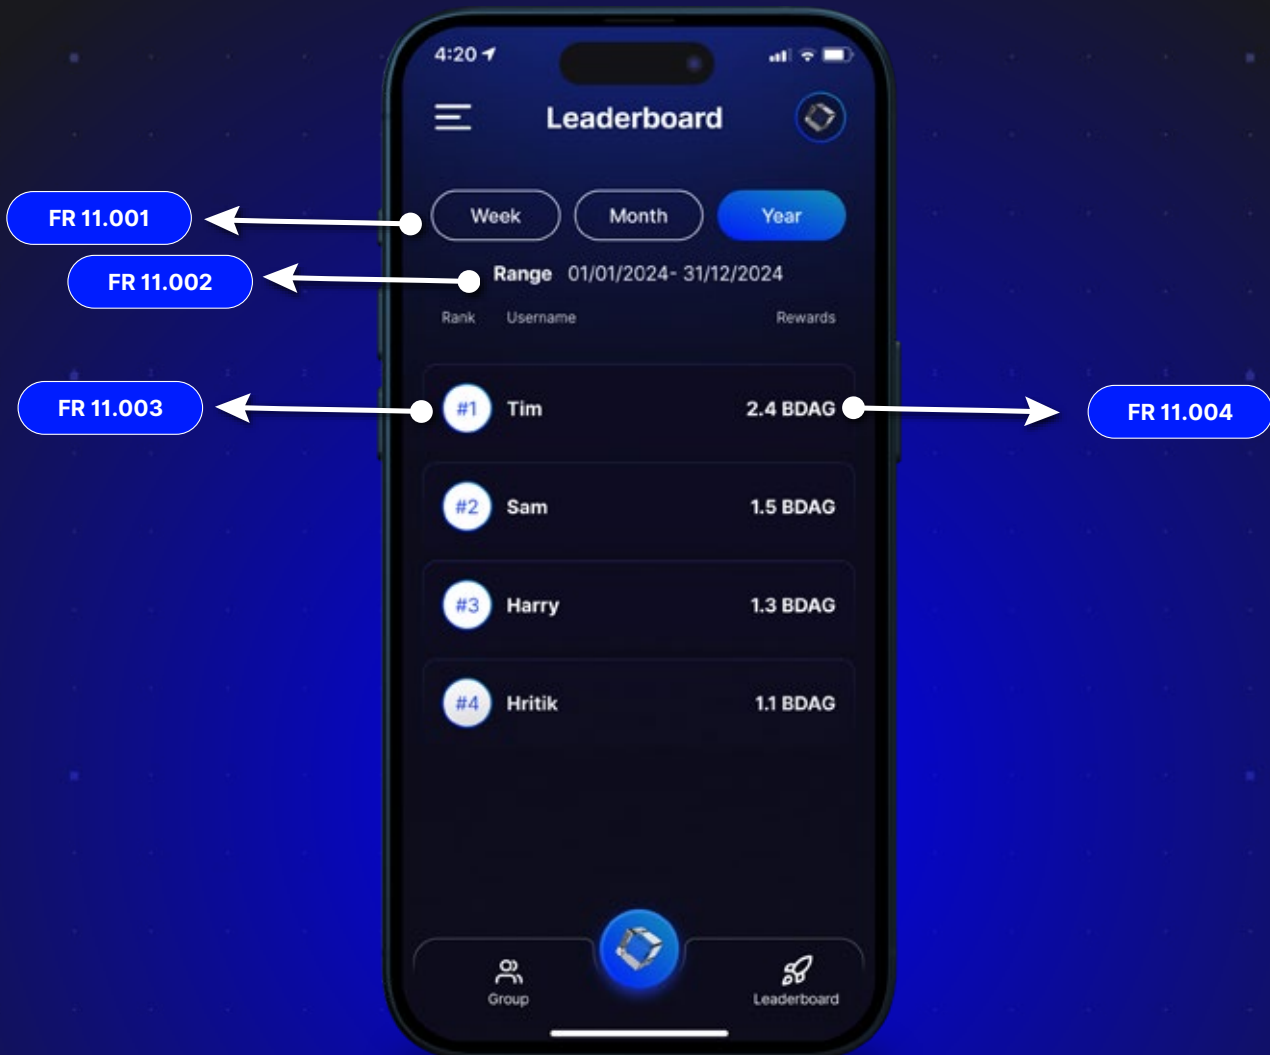 4:20
Leaderboard
Week Month Year
FR 11.001
Range 01/01/2024- 31/12/2024
FR 11.002
Rank Username Rewards
#1 Tim 2.4 BDAG
FR 11.003
FR 11.004
#2 Sam 1.5 BDAG
#3 Harry 1.3 BDAG
#4 Hritik 1.1 BDAG
Group
Leaderboard